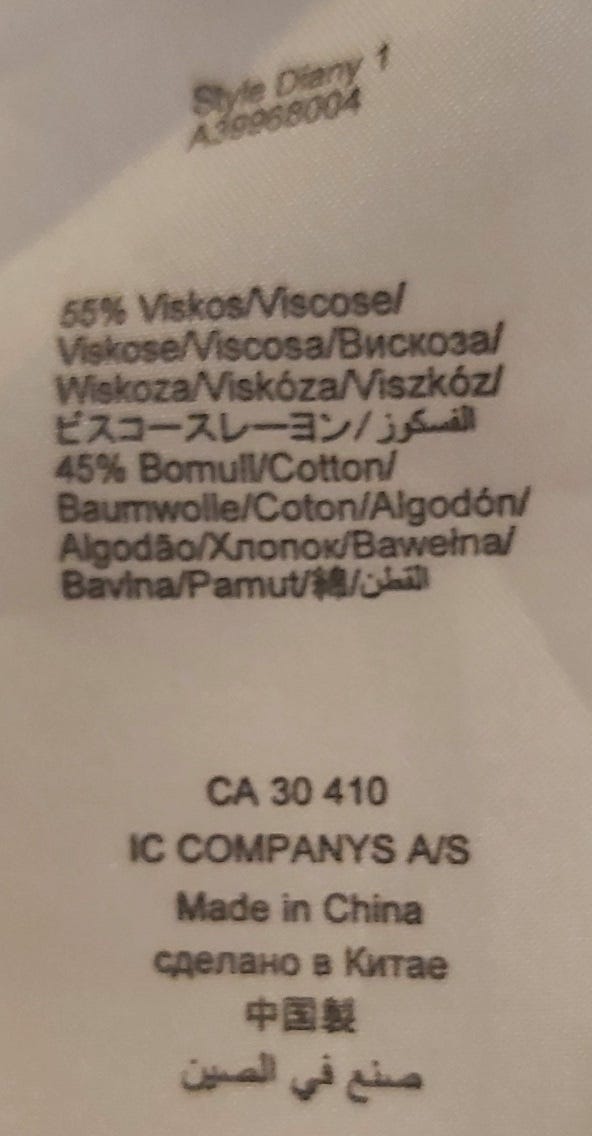 Style Diany 1
A39968004
55% Viskos/Viscose/
Viskose/Viscosa/Вискоза/
Wiskoza/Viskóza/Viszkóz/
ビスコースレーヨン/الفسكوز
45% Bomull/Cotton/
Baumwolle/Coton/Algodón/
Algodão/Хлопок/Bawełna/
Bavlna/Pamut/綿/القطن
CA 30 410
IC COMPANYS A/S
Made in China
сделано в Китае
中国製
صنع في الصين